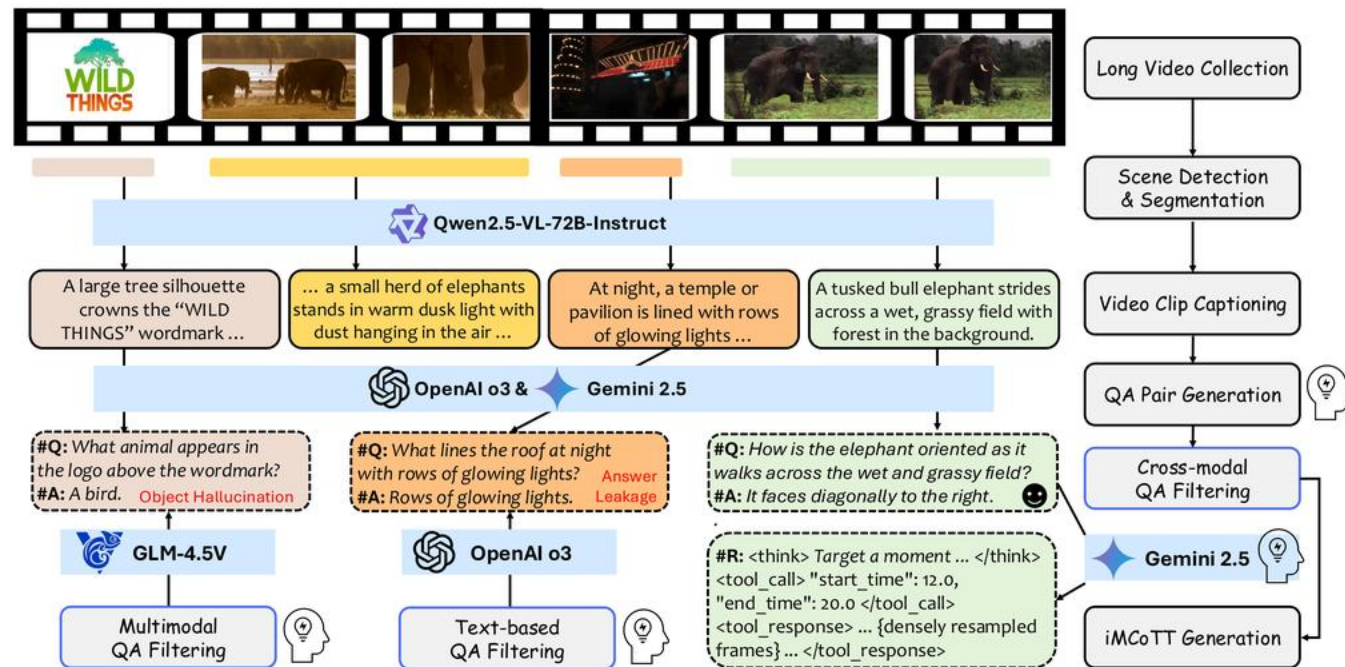 WILD
THINGS
Long Video Collection
Scene Detection
& Segmentation
Qwen2.5-VL-72B-Instruct
A large tree silhouette
crowns the “WILD
THINGS” wordmark ...
... a small herd of elephants
stands in warm dusk light with
dust hanging in the air ...
At night, a temple or
pavilion is lined with rows
of glowing lights ...
A tusked bull elephant strides
across a wet, grassy field with
forest in the background.
Video Clip Captioning
OpenAI o3 & Gemini 2.5
QA Pair Generation
#Q: What animal appears in
the logo above the wordmark?
#A: A bird. Object Hallucination
#Q: What lines the roof at night
with rows of glowing lights?
#A: Rows of glowing lights.
Answer
Leakage
#Q: How is the elephant oriented as it
walks across the wet and grassy field?
#A: It faces diagonally to the right.
Cross-modal
QA Filtering
GLM-4.5V
OpenAI o3
#R: <think> Target a moment ... </think>
<tool_call> "start_time": 12.0,
"end_time": 20.0 </tool_call>
<tool_response> ... {densely resampled
frames} ... </tool_response>
Gemini 2.5
Multimodal
QA Filtering
Text-based
QA Filtering
iMCoTT Generation